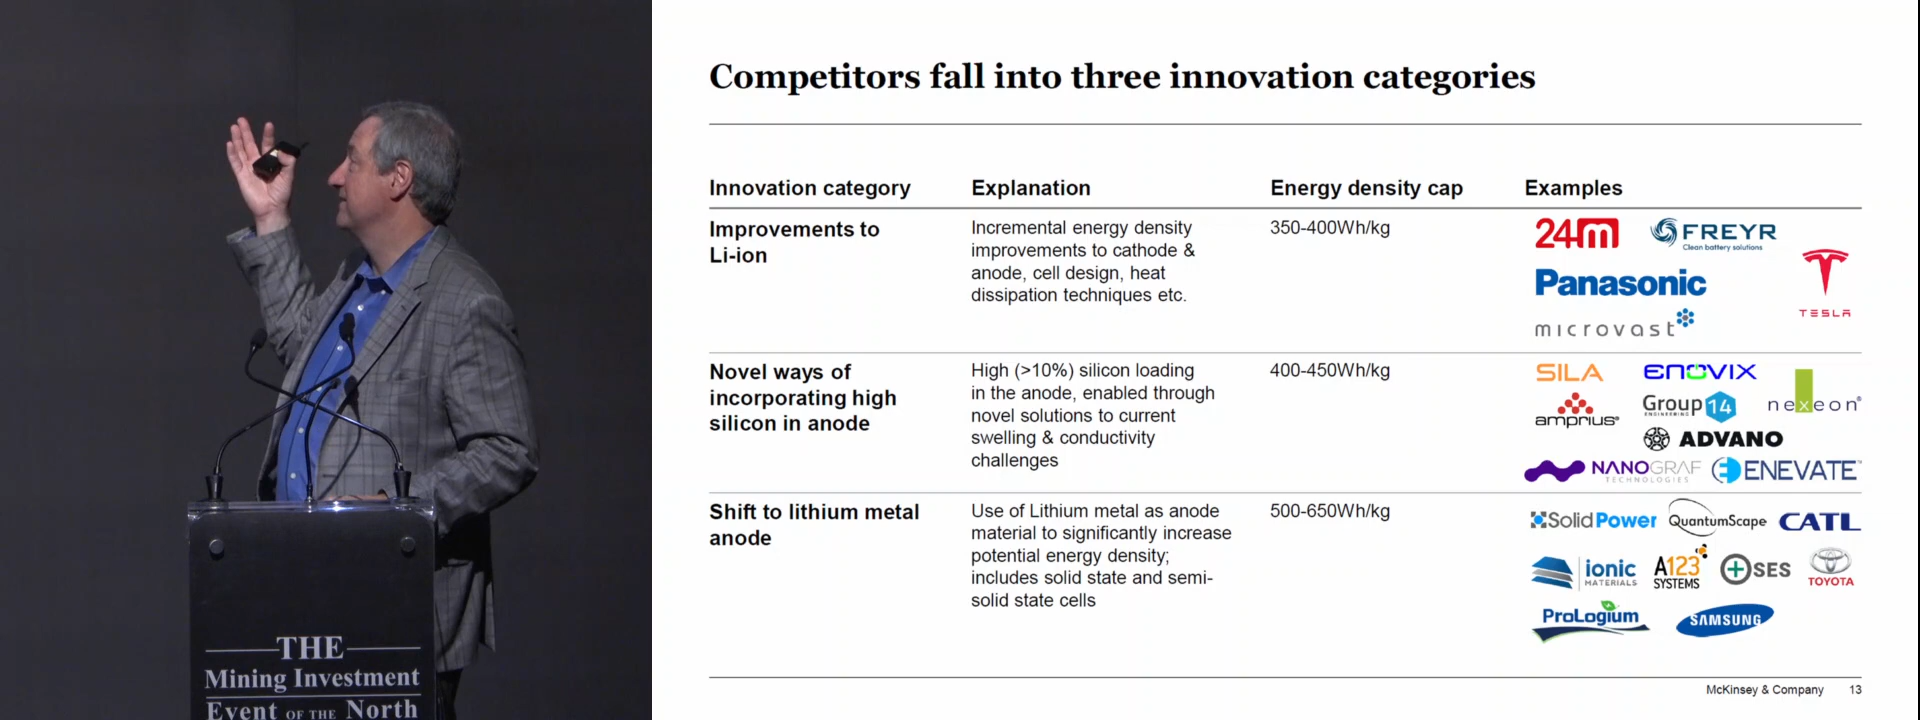 Competitors fall into three innovation categories
Innovation category
Explanation
Energy density cap
Examples
Improvements to
Li-ion
Incremental energy density
improvements to cathode &
anode, cell design, heat
dissipation techniques etc.
350-400Wh/kg
24m
FREYR
Clean battery solutions
Panasonic
TESLA
microvast
Novel ways of
incorporating high
silicon in anode
High (>10%) silicon loading
in the anode, enabled through
novel solutions to current
swelling & conductivity
challenges
400-450Wh/kg
SILA
ENOVIX
nexeon®
amprius®
Group14
ENGINEERING
ADVANO
NANOGRAF
TECHNOLOGIES
ENEVATE™
Shift to lithium metal
anode
Use of Lithium metal as anode
material to significantly increase
potential energy density;
includes solid state and semi-
solid state cells
500-650Wh/kg
Solid Power
QuantumScape
CATL
ionic
MATERIALS
A123
SYSTEMS
SES
TOYOTA
ProLogium
SAMSUNG
McKinsey & Company 13
THE
Mining Investment
Event OF THE North